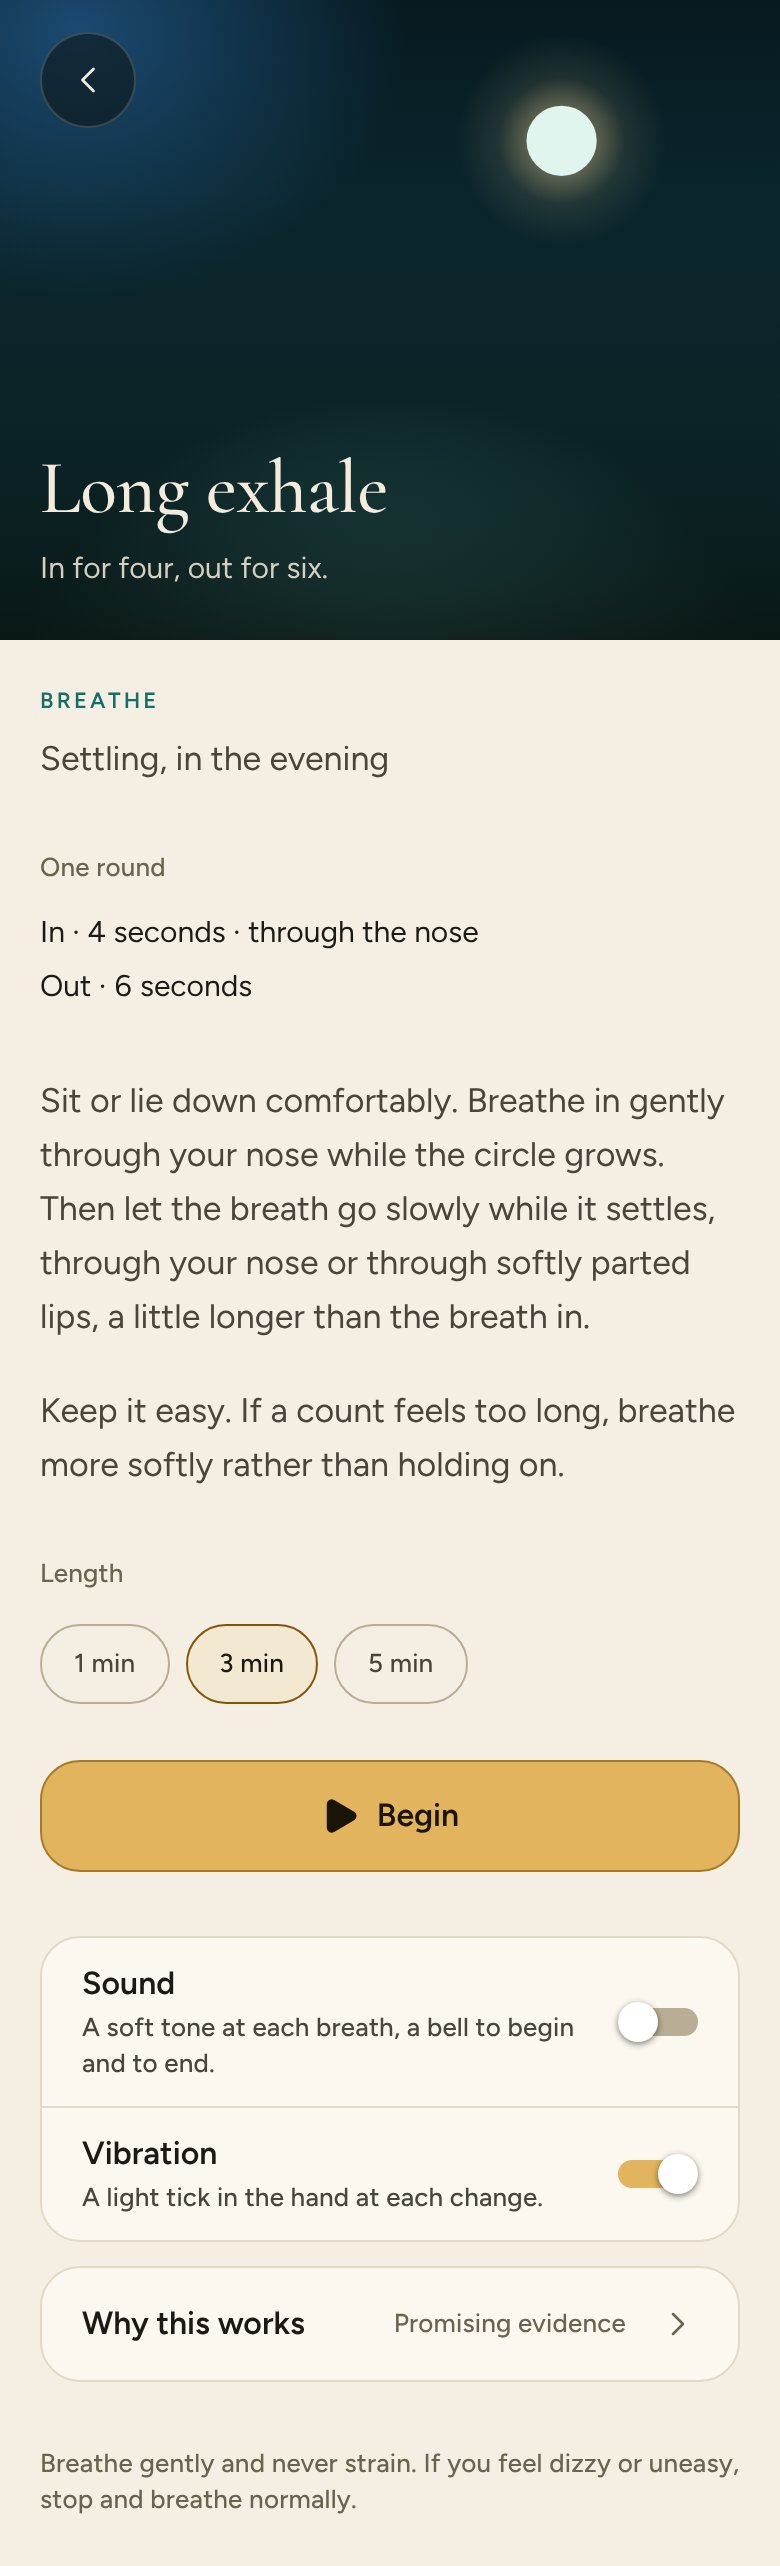 Long exhale
In for four, out for six.
BREATHE
Settling, in the evening
One round
In · 4 seconds · through the nose
Out · 6 seconds
Sit or lie down comfortably. Breathe in gently
through your nose while the circle grows.
Then let the breath go slowly while it settles,
through your nose or through softly parted
lips, a little longer than the breath in.
Keep it easy. If a count feels too long, breathe
more softly rather than holding on.
Length
1 min
3 min
5 min
Begin
Sound
A soft tone at each breath, a bell to begin
and to end.
Vibration
A light tick in the hand at each change.
Why this works
Promising evidence
Breathe gently and never strain. If you feel dizzy or uneasy,
stop and breathe normally.